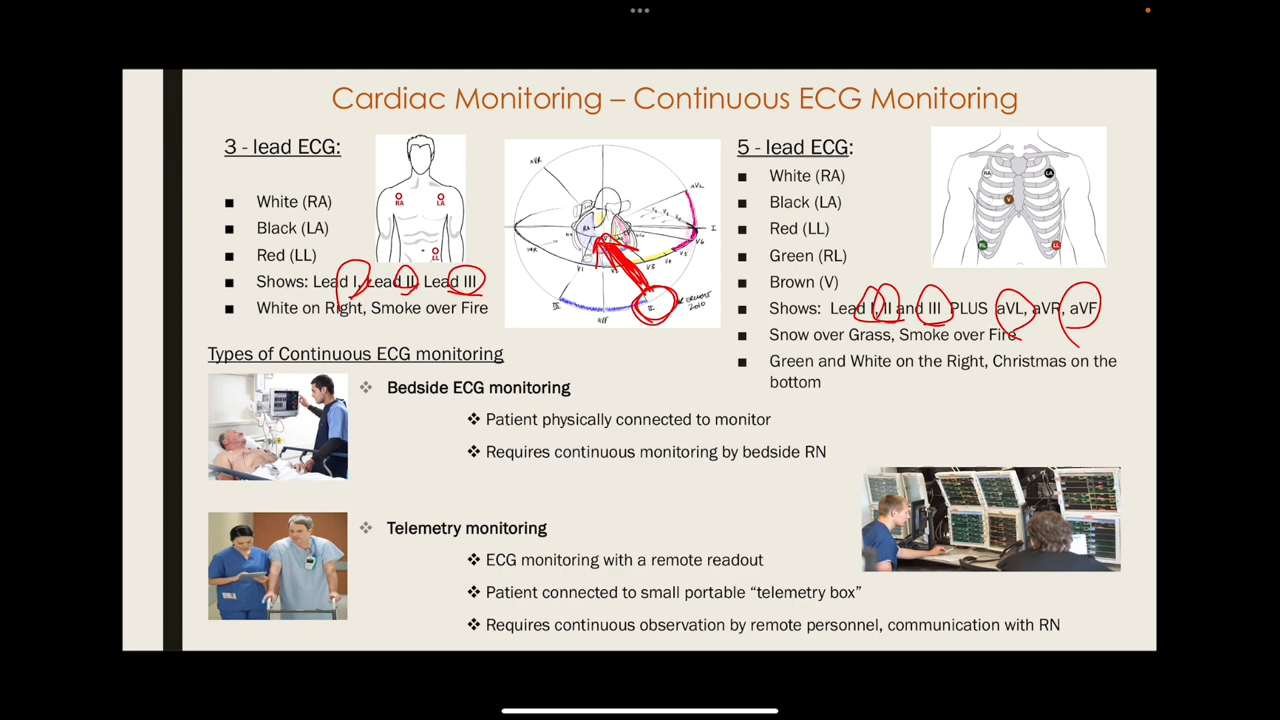 Cardiac Monitoring – Continuous ECG Monitoring
3 - lead ECG:
White (RA)
Black (LA)
Red (LL)
Shows: Lead I, Lead II, Lead III
White on Right, Smoke over Fire
RA
LA
LL
aVR
aVL
I
V6
V5
V4
V3
V1
RA
III
aVF
II
2010
5 - lead ECG:
White (RA)
Black (LA)
Red (LL)
Green (RL)
Brown (V)
Shows: Lead I, II and III PLUS aVL, aVR, aVF
Snow over Grass, Smoke over Fire
Green and White on the Right, Christmas on the
bottom
RA
LA
V
RL
LL
Types of Continuous ECG monitoring
Bedside ECG monitoring
Patient physically connected to monitor
Requires continuous monitoring by bedside RN
Telemetry monitoring
ECG monitoring with a remote readout
Patient connected to small portable “telemetry box”
Requires continuous observation by remote personnel, communication with RN